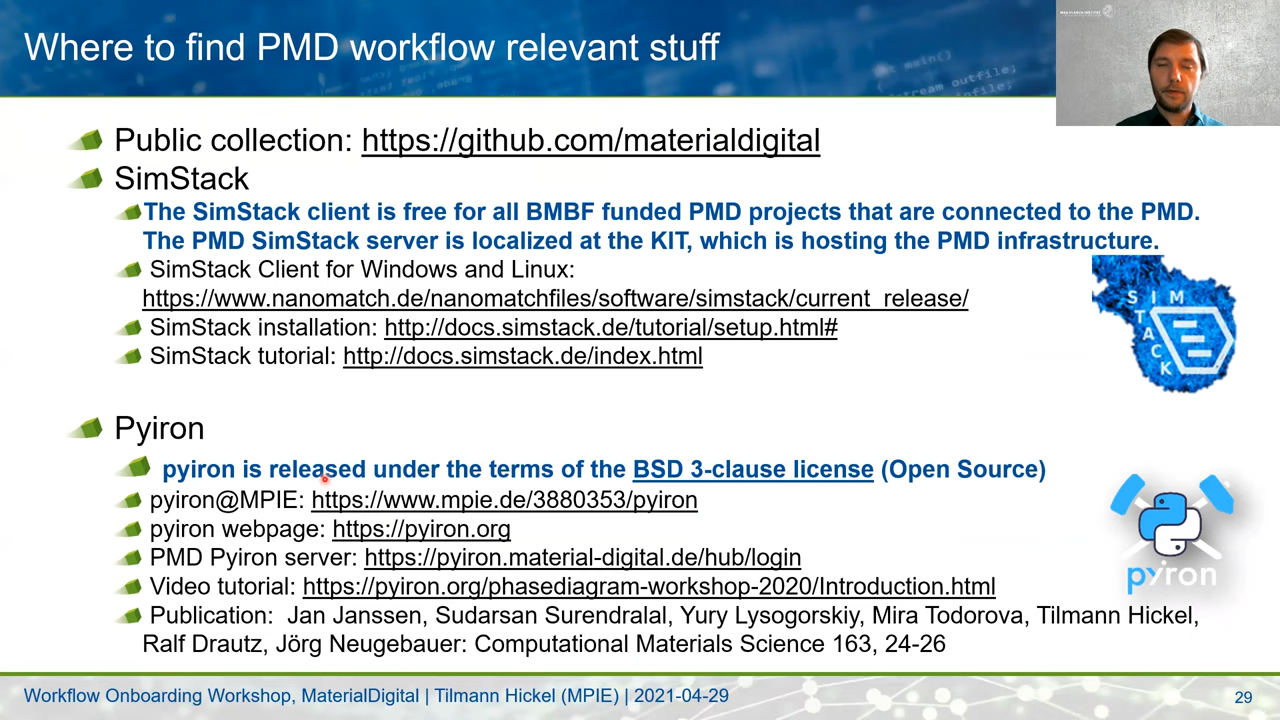 Where to find PMD workflow relevant stuff
Public collection: https://github.com/materialdigital
SimStack
The SimStack client is free for all BMBF funded PMD projects that are connected to the PMD.
The PMD SimStack server is localized at the KIT, which is hosting the PMD infrastructure.
SimStack Client for Windows and Linux:
https://www.nanomatch.de/nanomatchfiles/software/simstack/current_release/
SimStack installation: http://docs.simstack.de/tutorial/setup.html#
SimStack tutorial: http://docs.simstack.de/index.html
SIM
STACK
Pyiron
pyiron is released under the terms of the BSD 3-clause license (Open Source)
pyiron@MPIE: https://www.mpie.de/3880353/pyiron
pyiron webpage: https://pyiron.org
PMD Pyiron server: https://pyiron.material-digital.de/hub/login
Video tutorial: https://pyiron.org/phasediagram-workshop-2020/Introduction.html
pyiron
Publication: Jan Janssen, Sudarsan Surendralal, Yury Lysogorskiy, Mira Todorova, Tilmann Hickel,
Ralf Drautz, Jörg Neugebauer: Computational Materials Science 163, 24-26
Workflow Onboarding Workshop, MaterialDigital | Tilmann Hickel (MPIE) | 2021-04-29
29